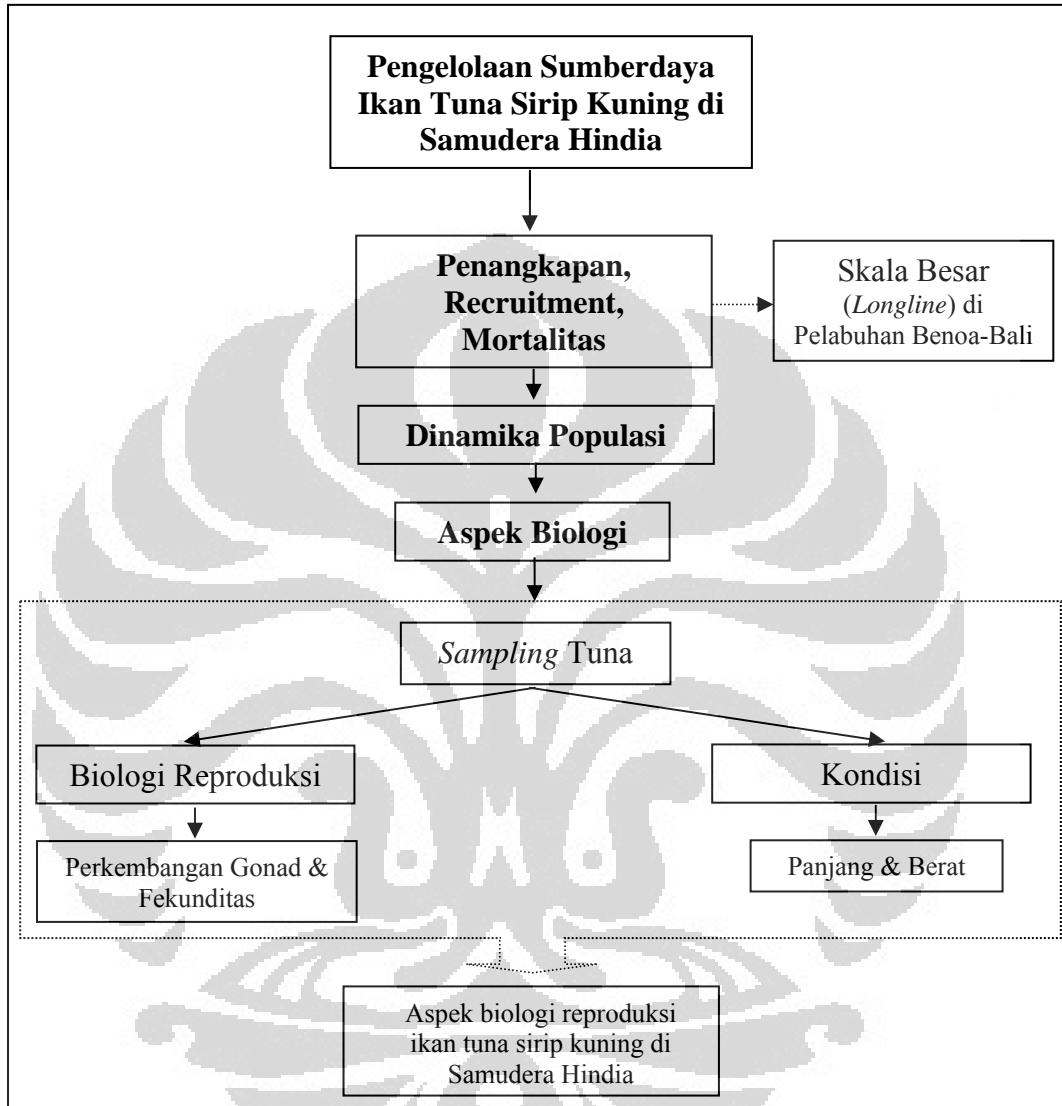 Pengelolaan Sumberdaya
Ikan Tuna Sirip Kuning di
Samudera Hindia
Penangkapan,
Recruitment,
Mortalitas
Skala Besar
(Longline) di
Pelabuhan Benoa-Bali
Dinamika Populasi
Aspek Biologi
Sampling Tuna
Biologi Reproduksi
Kondisi
Perkembangan Gonad &
Fekunditas
Panjang & Berat
Aspek biologi reproduksi
ikan tuna sirip kuning di
Samudera Hindia